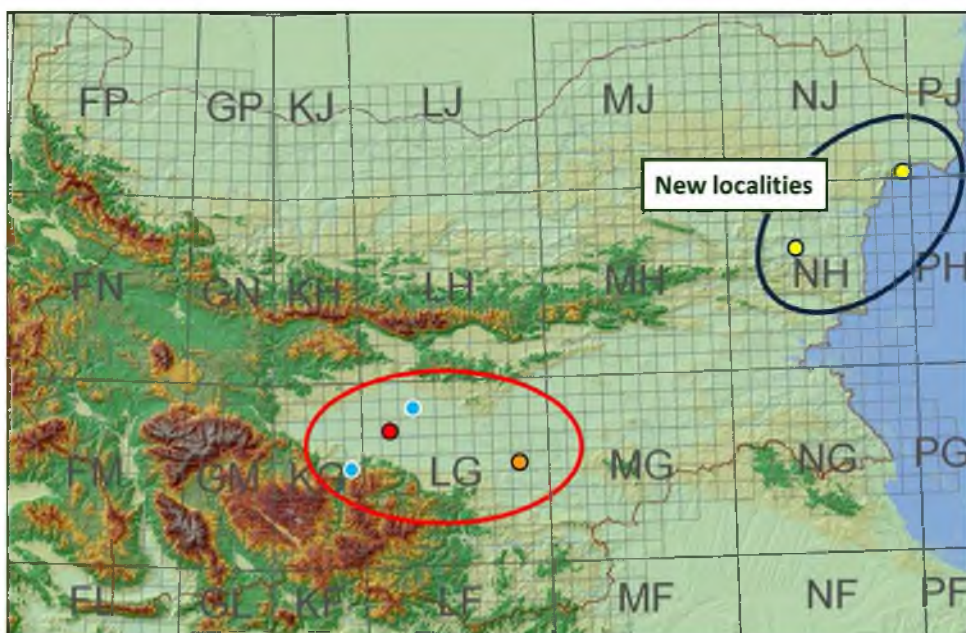 FP GP KJ LJ MJ NJ PJ
New localities
FN GN KH LH MH NH PH
FM GM KG LG MG NG PG
FL GL KF LF MF NF PF